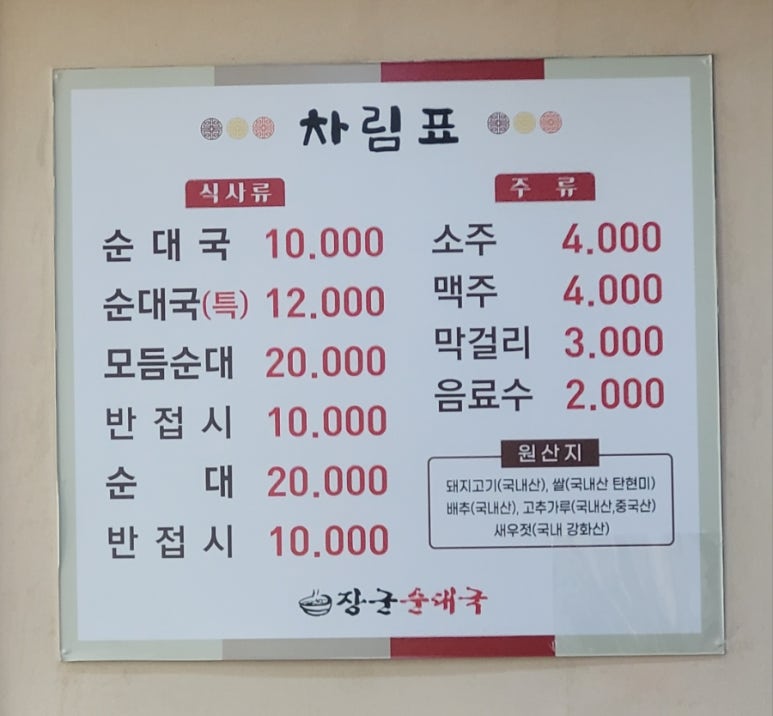 차림표
식사류
순대국 10.000
순대국(특) 12.000
모듬순대 20.000
반접시 10.000
순대 20.000
반접시 10.000
주류
소주 4.000
맥주 4.000
막걸리 3.000
음료수 2.000
원산지
돼지고기(국내산), 쌀(국내산 탄현미)
배추(국내산), 고추가루(국내산,중국산)
새우젓(국내 강화산)
장군순대국